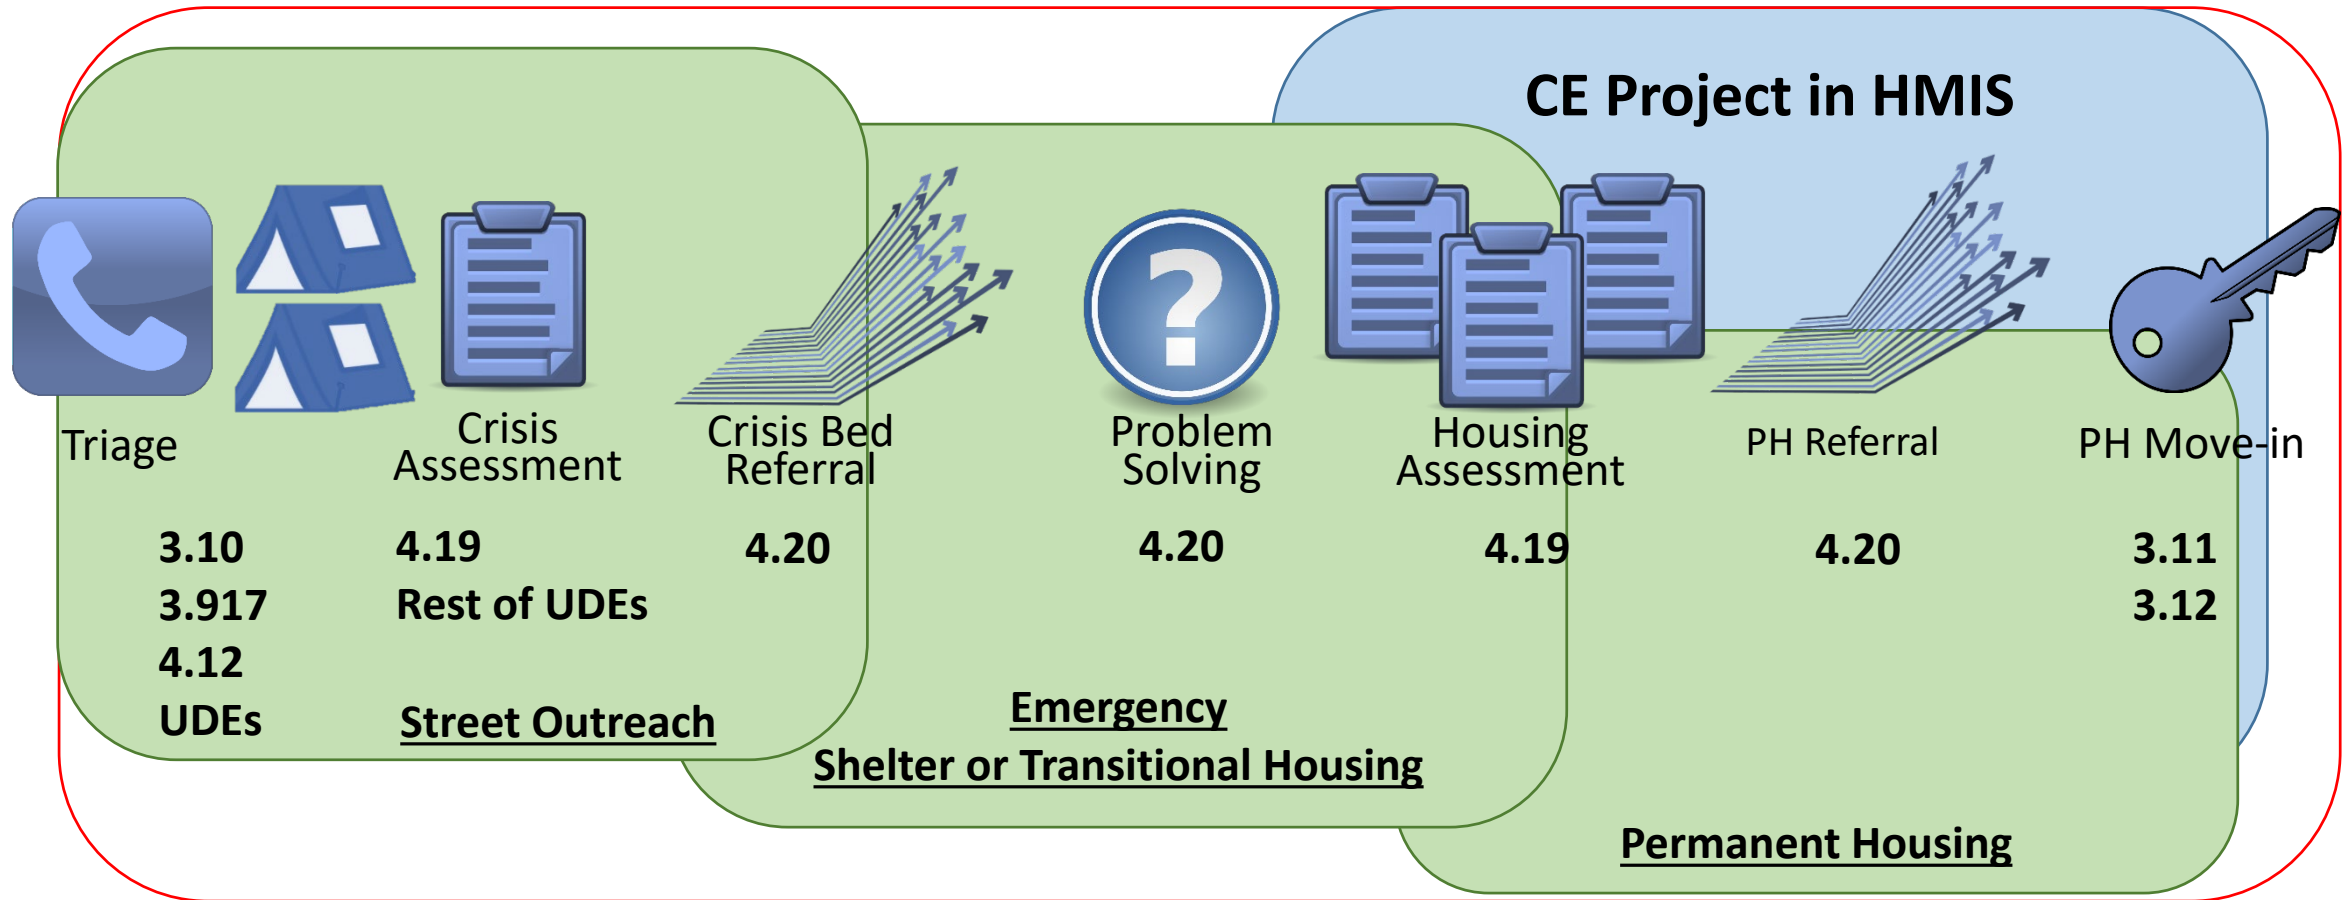 CE Project in HMIS
?
Triage
Crisis
Assessment
Crisis Bed
Referral
Problem
Solving
Housing
Assessment
PH Referral
PH Move-in
3.10
3.917
4.12
UDEs
4.19
Rest of UDEs
4.20
4.20
4.19
4.20
3.11
3.12
Street Outreach
Emergency
Shelter or Transitional Housing
Permanent Housing